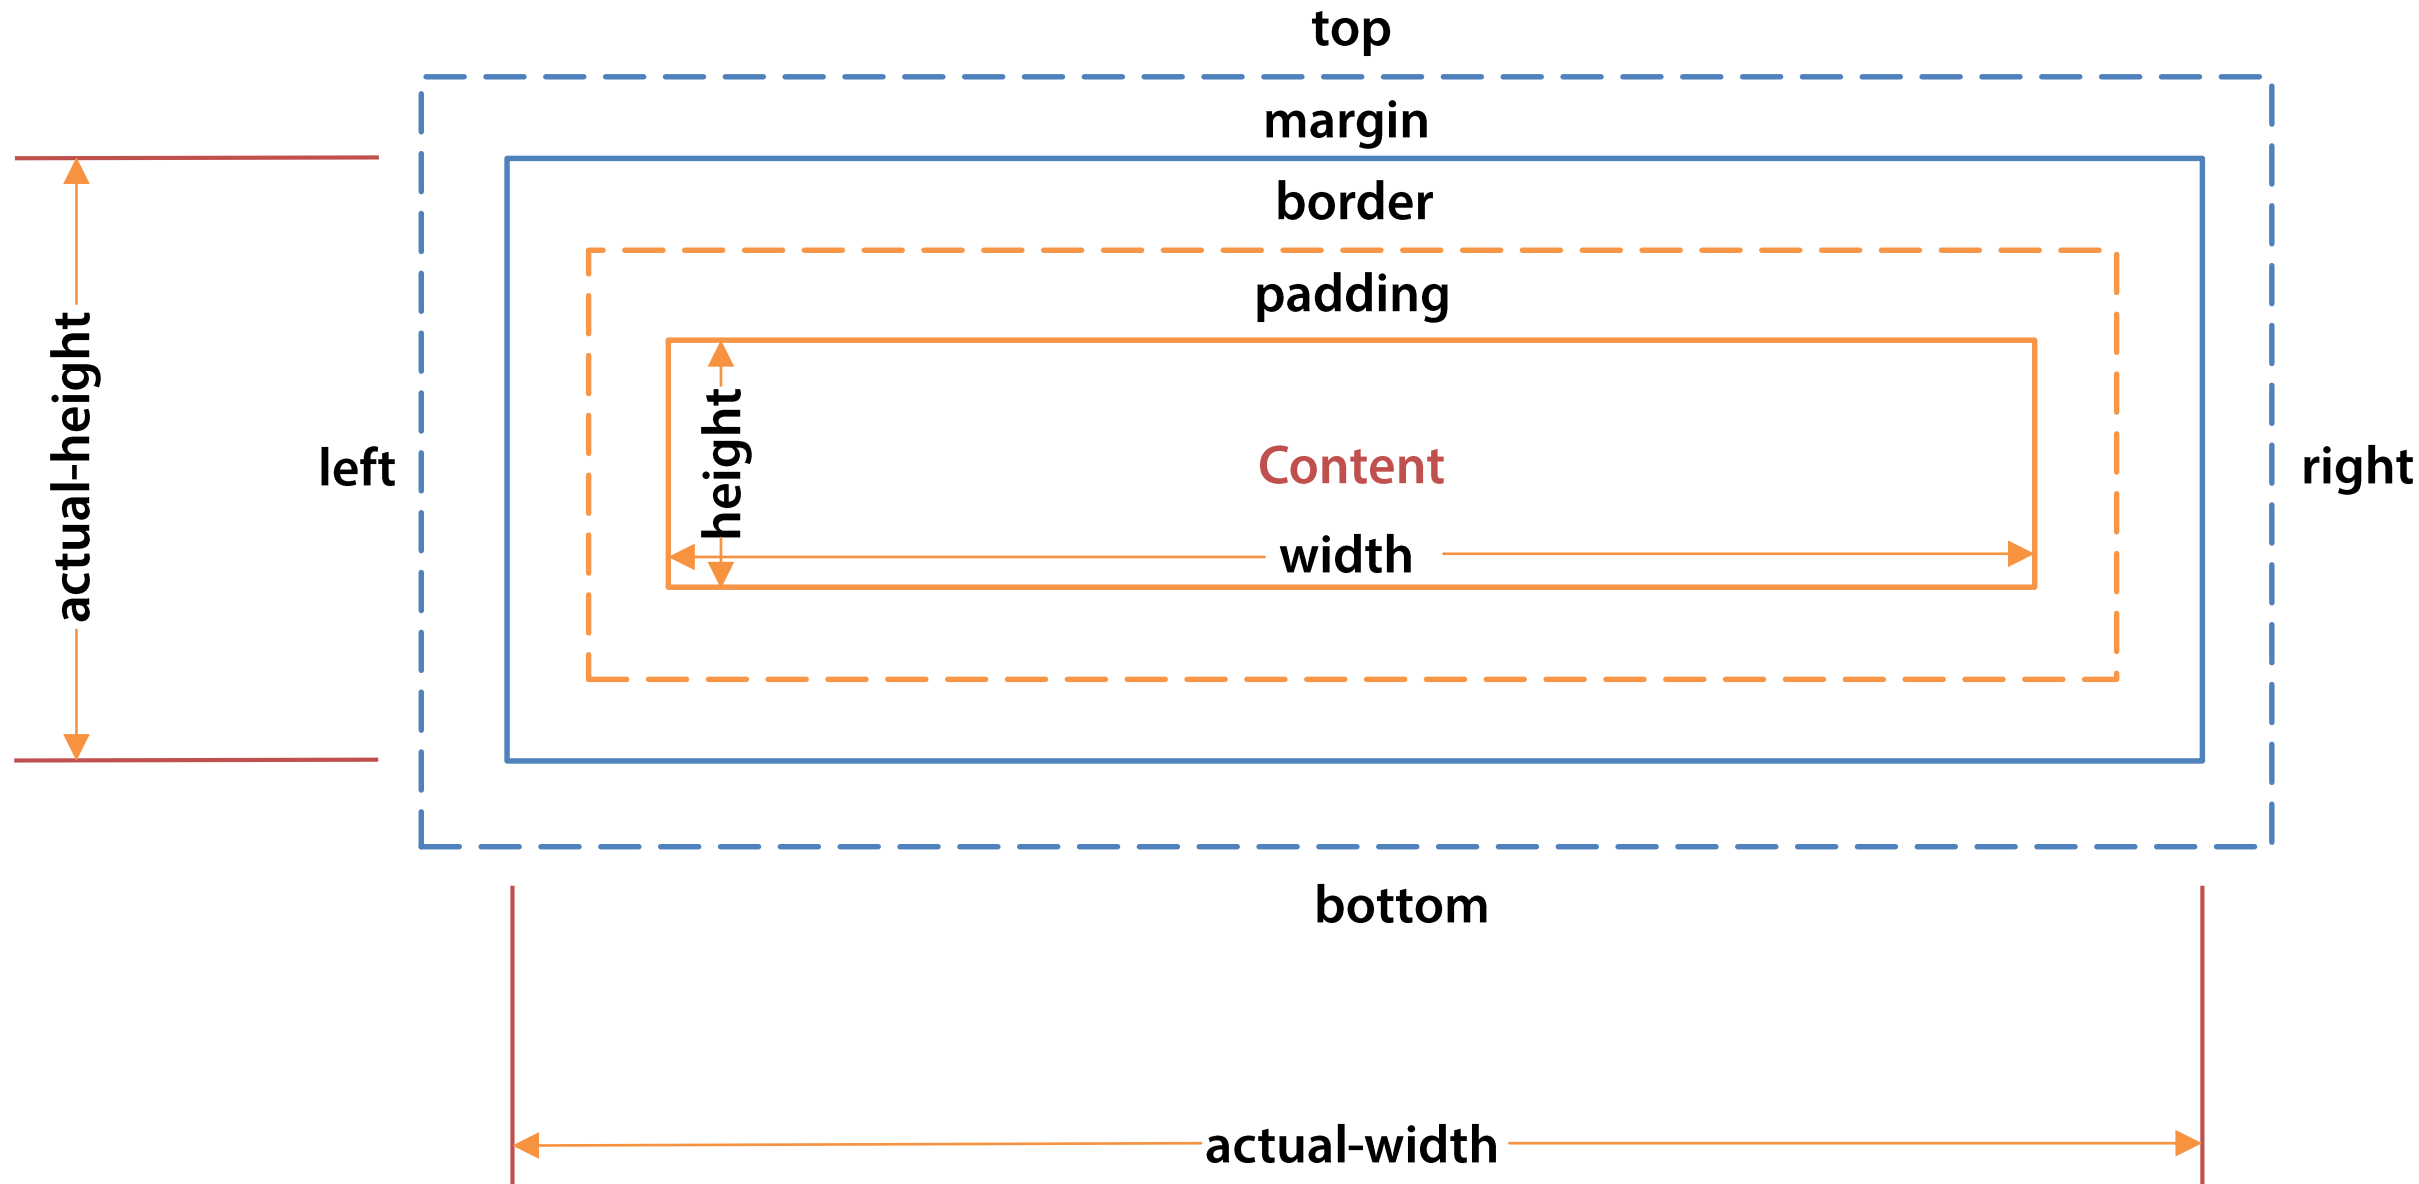 top
margin
border
padding
actual-height
left
height
Content
right
width
bottom
actual-width